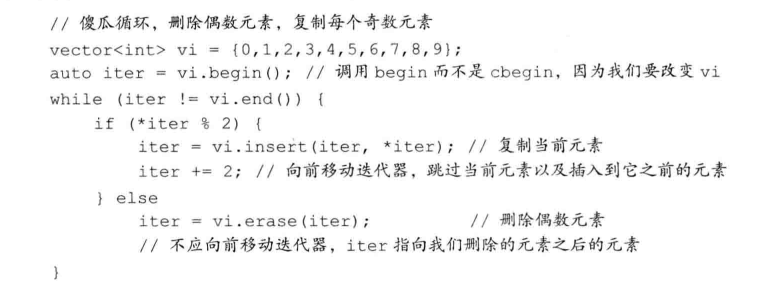 // 傻瓜循环，删除偶数元素，复制每个奇数元素
vector<int> vi = {0,1,2,3,4,5,6,7,8,9};
auto iter = vi.begin(); // 调用 begin 而不是 cbegin，因为我们要改变 vi
while (iter != vi.end()) {
    if (*iter % 2) {
        iter = vi.insert(iter, *iter); // 复制当前元素
        iter += 2; // 向前移动迭代器，跳过当前元素以及插入到它之前的元素
    } else
        iter = vi.erase(iter);          // 删除偶数元素
        // 不应向前移动迭代器，iter 指向我们删除的元素之后的元素
}